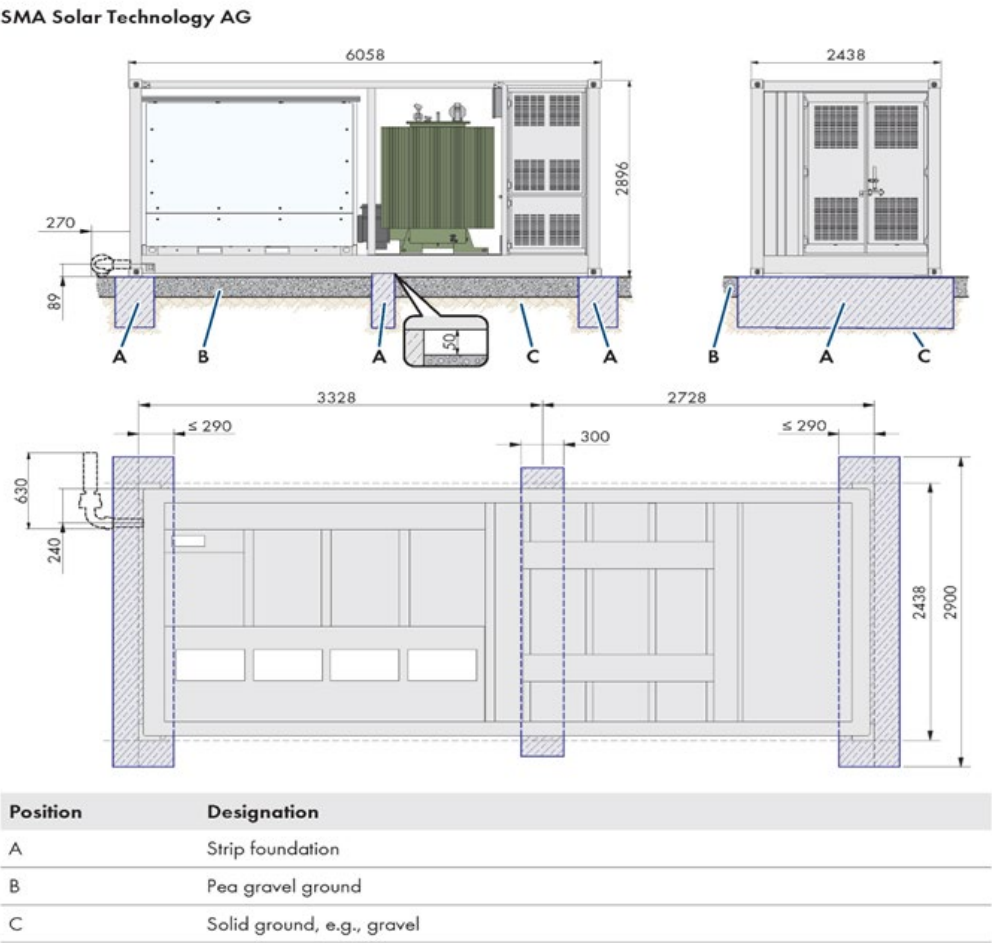 SMA Solar Technology AG
6058
2438
2896
270
89
50
A
B
A
C
A
B
A
C
3328
2728
≤ 290
300
≤ 290
630
240
2438
2900
Position Designation
A Strip foundation
B Pea gravel ground
C Solid ground, e.g., gravel